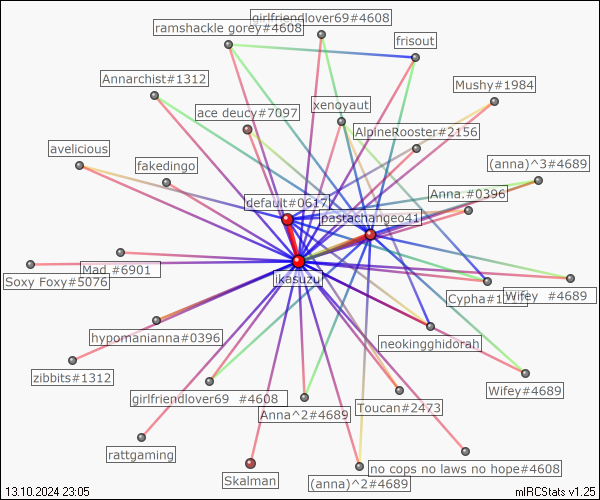 girlfriendlover69#4608
ramshackle gorey#4608
frisout
Annarchist#1312
Mushy#1984
xenoyaut
ace deucy#7097
AlpineRooster#2156
avelicious
fakedingo
(anna)^3#4689
Anna.#0396
default#0617
pastachangeo41
jkasuzu
Mad_#6901
Soxy Foxy#5076
Cypha#1
Wifey #4689
hypomanianna#0396
neokingghidorah
zibbits#1312
Wifey#4689
girlfriendlover69 #4608
Toucan#2473
Anna^2#4689
rattgaming
no cops no laws no hope#4608
Skalman
(anna)^2#4689
13.10.2024 23:05
mIRCStats v1.25